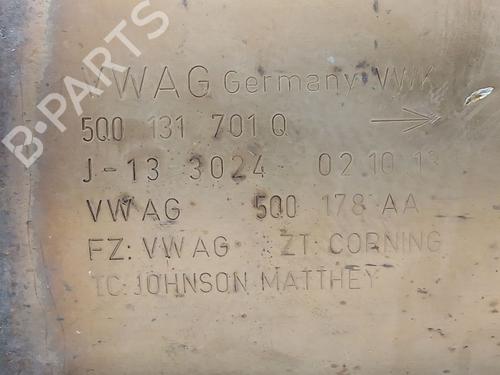 B-PARTS
VWAG Germany VWK
5Q0 131 701 Q
J-13 3024 02.10.13
VWAG 5Q0 178 AA
FZ: VWAG ZT: CORNING
TC: JOHNSON MATTHEY